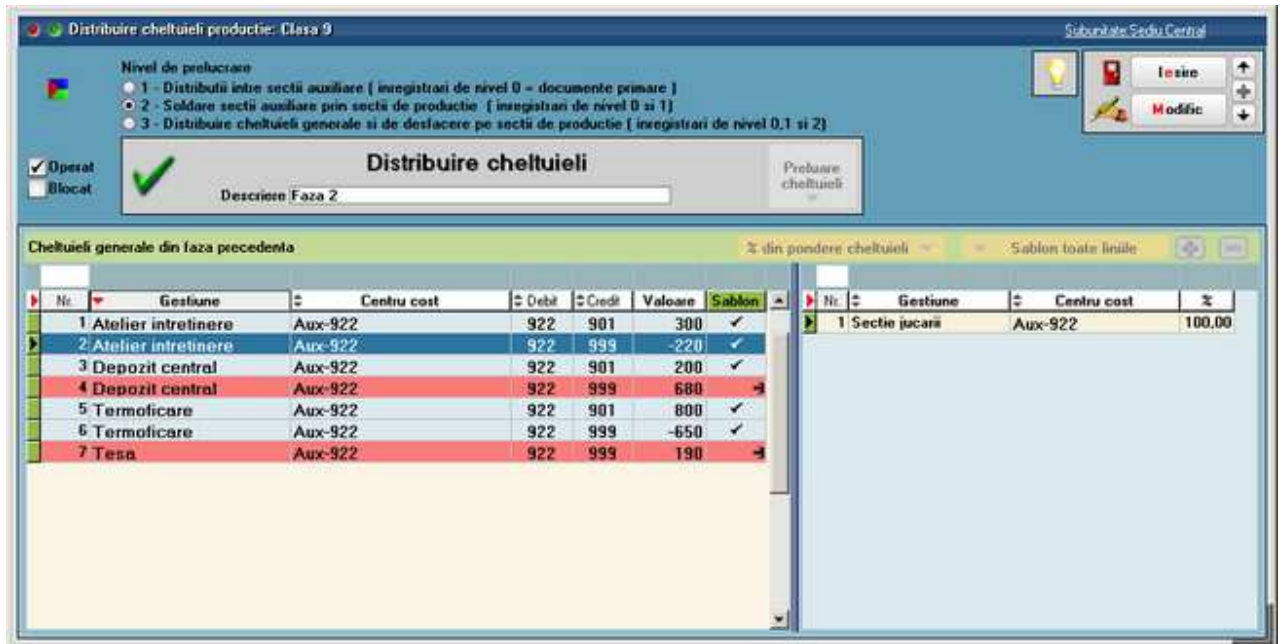 Distribuire cheltuieli productie: Clasa 9
Subunitate:Sediu Central
Nivel de prelucrare
1 - Distributii intre sectii auxiliare ( inregistrari de nivel 0 = documente primare )
2 - Soldare sectii auxiliare prin sectii de productie ( inregistrari de nivel 0 si 1)
3 - Distribuire cheltuieli generale si de desfacere pe sectii de productie ( inregistrari de nivel 0,1 si 2)
Iesire
Modific
Operat
Blocat
Distribuire cheltuieli
Descriere Faza 2
Preluare
cheltuieli
Cheltuieli generale din faza precedenta
% din pondere cheltuieli
Sablon toate liniile
Nr. Gestiune Centru cost Debit Credit Valoare Sablon
1 Atelier intretinere Aux-922 922 901 300
2 Atelier intretinere Aux-922 922 999 -220
3 Depozit central Aux-922 922 901 200
4 Depozit central Aux-922 922 999 680
5 Termoficare Aux-922 922 901 800
6 Termoficare Aux-922 922 999 -650
7 Tesa Aux-922 922 999 190
Nr. Gestiune Centru cost %
1 Sectie jucarii Aux-922 100,00